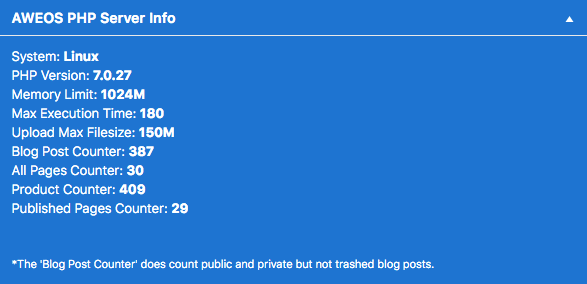 AWEOS PHP Server Info
System: Linux
PHP Version: 7.0.27
Memory Limit: 1024M
Max Execution Time: 180
Upload Max Filesize: 150M
Blog Post Counter: 387
All Pages Counter: 30
Product Counter: 409
Published Pages Counter: 29
*The 'Blog Post Counter' does count public and private but not trashed blog posts.